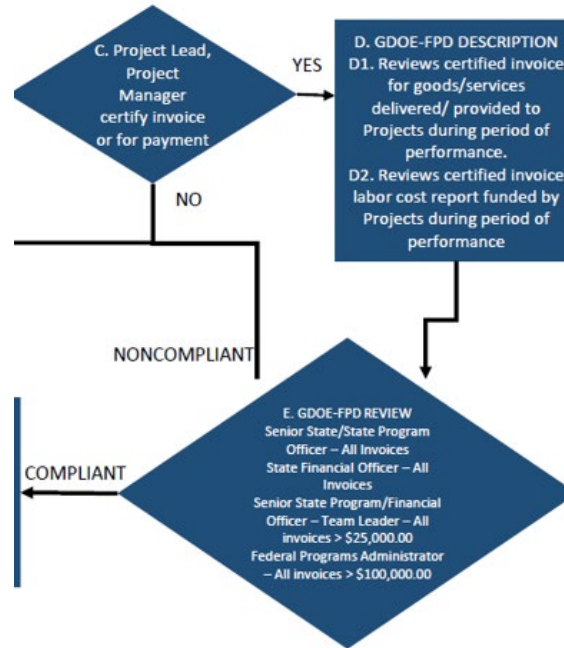 C. Project Lead,
Project
Manager
certify invoice
or for payment
YES
D. GDOE-FPD DESCRIPTION
D1. Reviews certified invoice
for goods/services
delivered/ provided to
Projects during period of
performance.
D2. Reviews certified invoice
labor cost report funded by
Projects during period of
performance
NO
NONCOMPLIANT
E. GDOE-FPD REVIEW
Senior State/State Program
Officer – All Invoices
State Financial Officer – All
Invoices
Senior State Program/Financial
Officer – Team Leader – All
invoices > $25,000.00
Federal Programs Administrator
– All invoices > $100,000.00
COMPLIANT